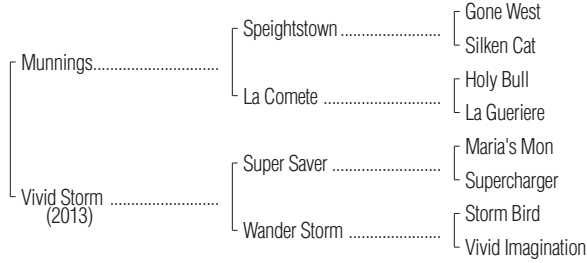 Gone West
Speightstown
Silken Cat
Munnings
Holy Bull
La Comete
La Gueriere
Maria's Mon
Super Saver
Supercharger
Vivid Storm
(2013)
Storm Bird
Wander Storm
Vivid Imagination